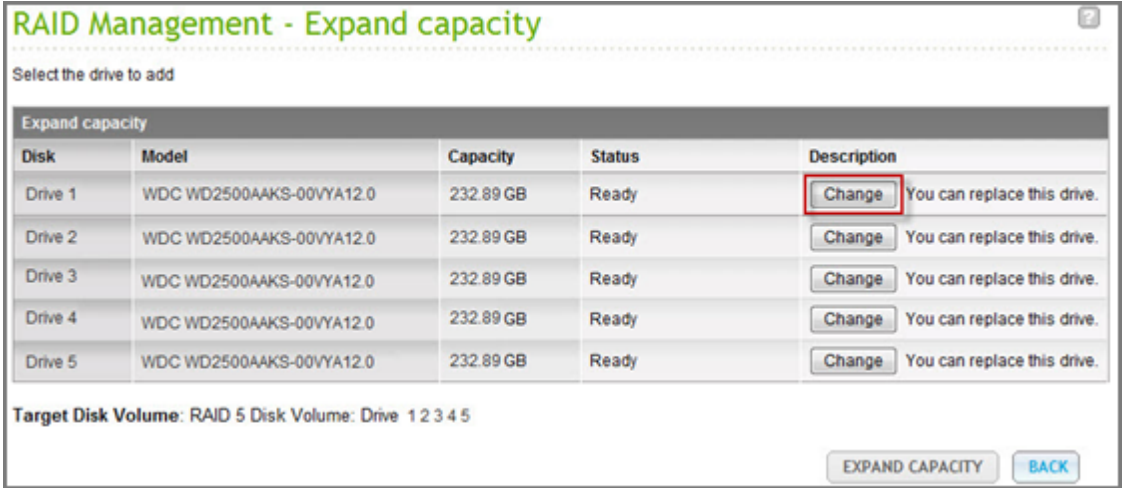 RAID Management - Expand capacity
?
Select the drive to add
Expand capacity
Disk Model Capacity Status Description
Drive 1 WDC WD2500AAKS-00VYA12.0 232.89 GB Ready Change You can replace this drive.
Drive 2 WDC WD2500AAKS-00VYA12.0 232.89 GB Ready Change You can replace this drive.
Drive 3 WDC WD2500AAKS-00VYA12.0 232.89 GB Ready Change You can replace this drive.
Drive 4 WDC WD2500AAKS-00VYA12.0 232.89 GB Ready Change You can replace this drive.
Drive 5 WDC WD2500AAKS-00VYA12.0 232.89 GB Ready Change You can replace this drive.
Target Disk Volume: RAID 5 Disk Volume: Drive 1 2 3 4 5
EXPAND CAPACITY BACK